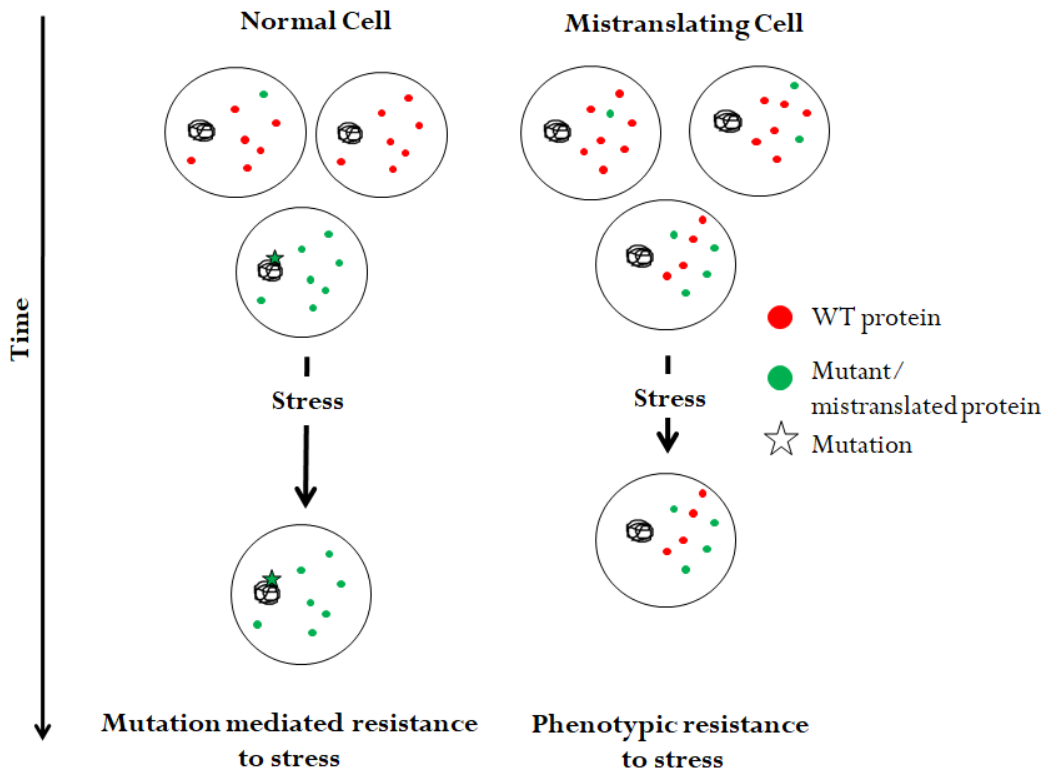 Normal Cell
Mistranslating Cell
Time
WT protein
Mutant/
mistranslated protein
Mutation
Stress
Stress
Mutation mediated resistance
to stress
Phenotypic resistance
to stress